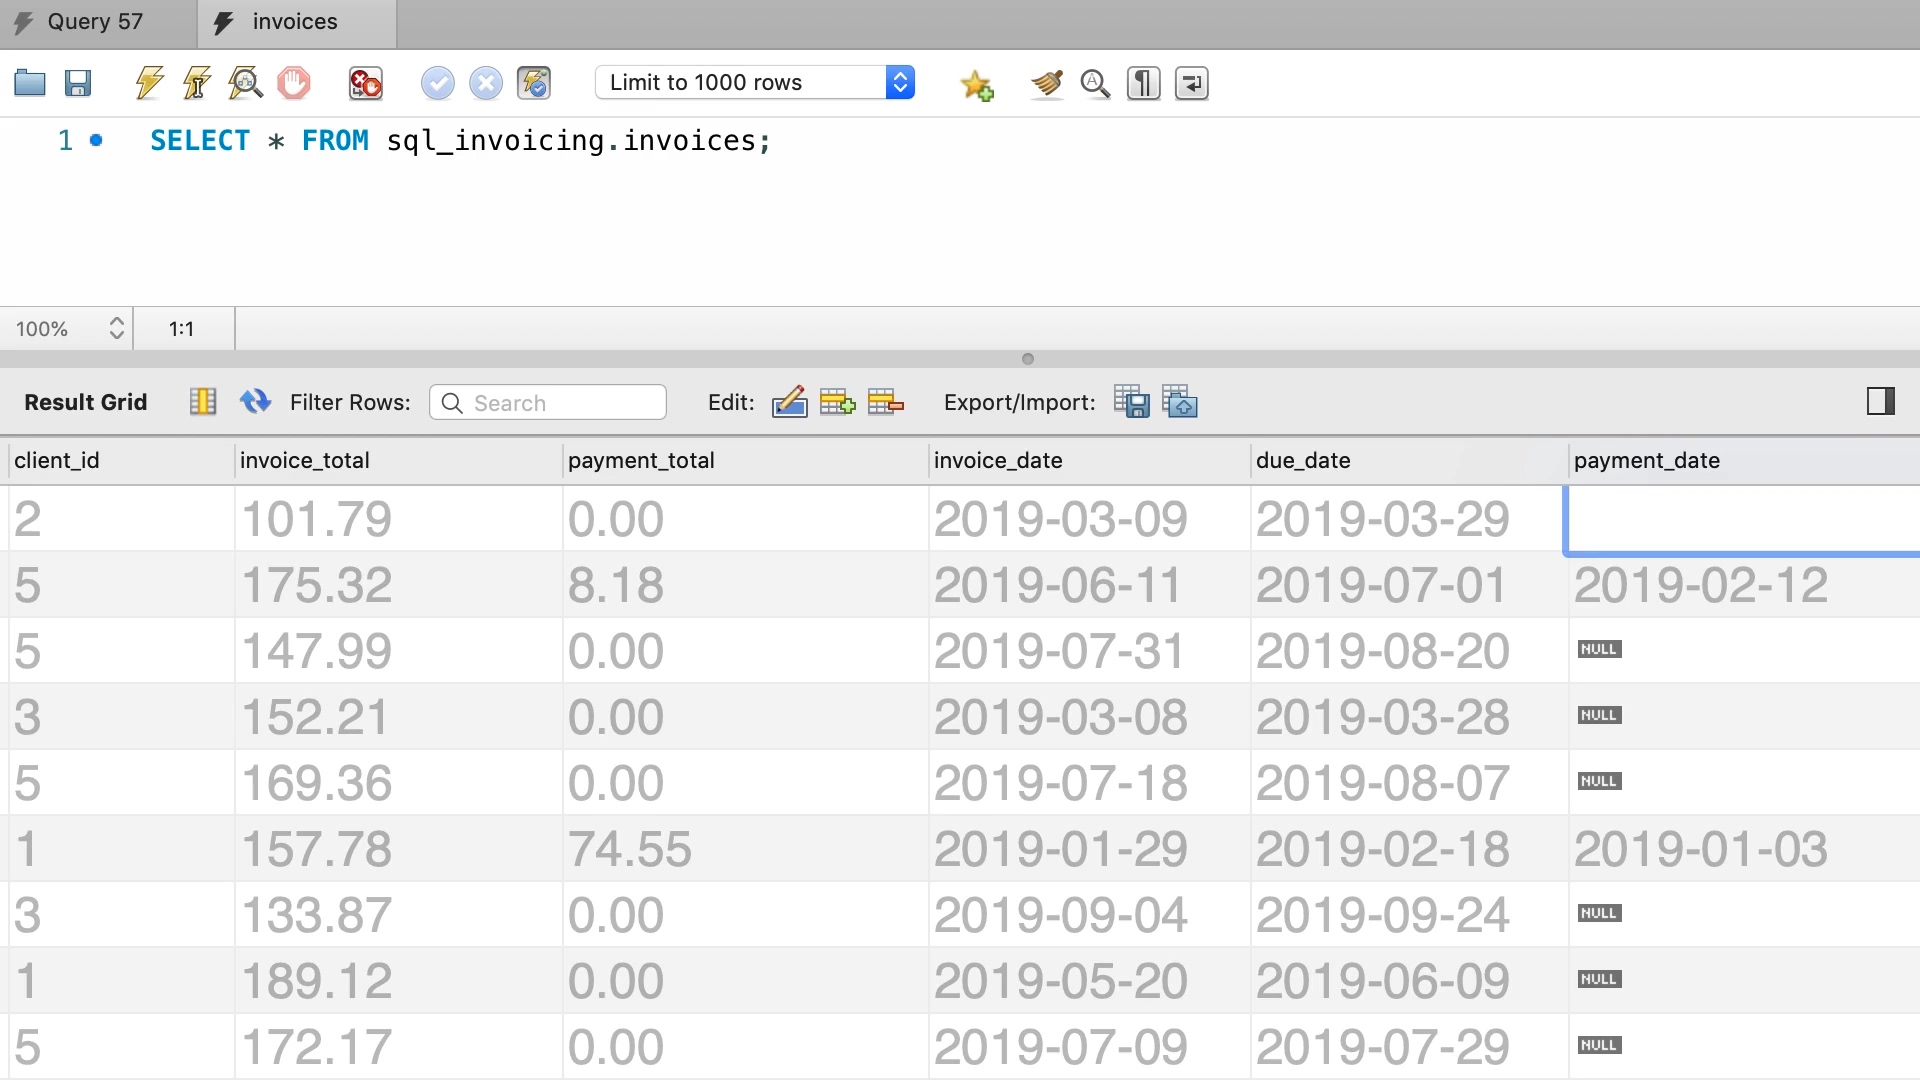 Query 57 invoices
Limit to 1000 rows
1 SELECT * FROM sql_invoicing.invoices;
100% 1:1
Result Grid Filter Rows: Search Edit: Export/Import:
client_id invoice_total payment_total invoice_date due_date payment_date
2 101.79 0.00 2019-03-09 2019-03-29
5 175.32 8.18 2019-06-11 2019-07-01 2019-02-12
5 147.99 0.00 2019-07-31 2019-08-20 NULL
3 152.21 0.00 2019-03-08 2019-03-28 NULL
5 169.36 0.00 2019-07-18 2019-08-07 NULL
1 157.78 74.55 2019-01-29 2019-02-18 2019-01-03
3 133.87 0.00 2019-09-04 2019-09-24 NULL
1 189.12 0.00 2019-05-20 2019-06-09 NULL
5 172.17 0.00 2019-07-09 2019-07-29 NULL